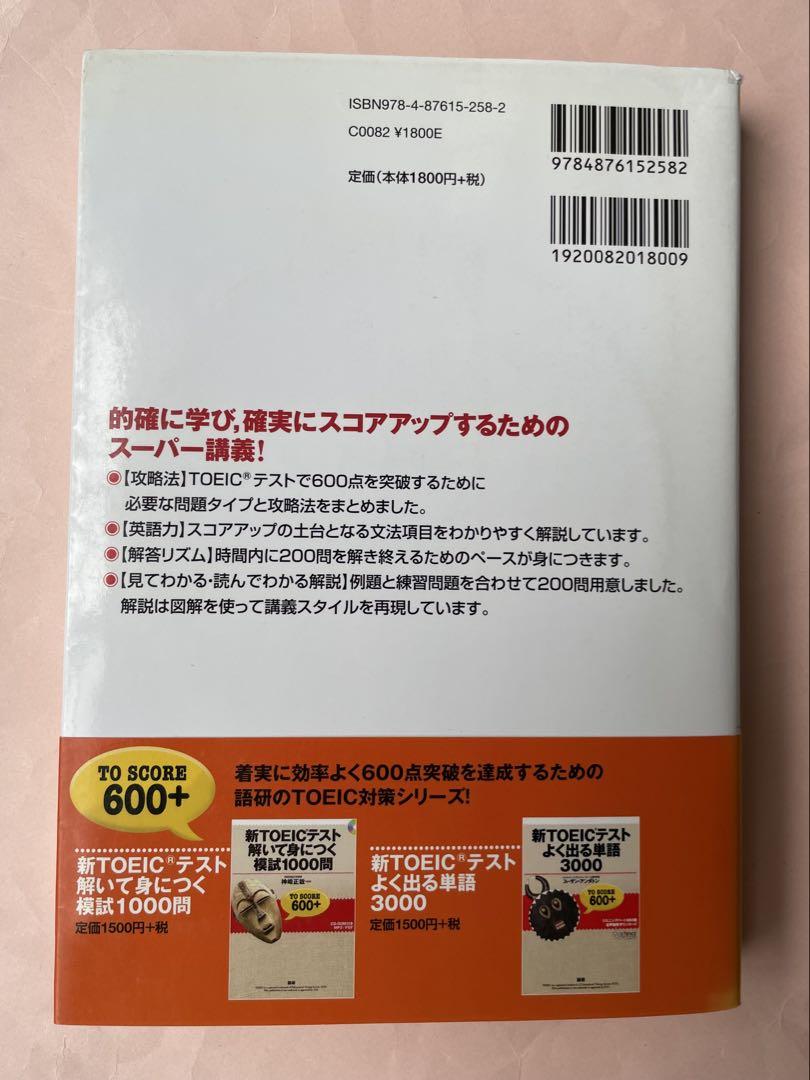 ISBN978-4-87615-258-2
C0082 ¥1800E
定価(本体1800円+税)
9784876152582
1920082018009
的確に学び,確実にスコアアップするための
スーパー講義!
●【攻略法】TOEIC®テストで600点を突破するために
必要な問題タイプと攻略法をまとめました。
●【英語力】スコアアップの土台となる文法項目をわかりやすく解説しています。
●【解答リズム】時間内に200問を解き終えるためのペースが身につきます。
●【見てわかる・読んでわかる解説】例題と練習問題を合わせて200問用意しました。
解説は図解を使って講義スタイルを再現しています。
TO SCORE
600+
着実に効率よく600点突破を達成するための
語研のTOEIC対策シリーズ!
新TOEIC®テスト
解いて身につく
模試1000問
定価1500円+税
新TOEIC®テスト
解いて身につく
模試1000問
神崎正哉
TO SCORE
600+
新TOEIC®テスト
よく出る単語
3000
定価1500円+税
新TOEIC®テスト
よく出る単語
3000
TO SCORE
600+